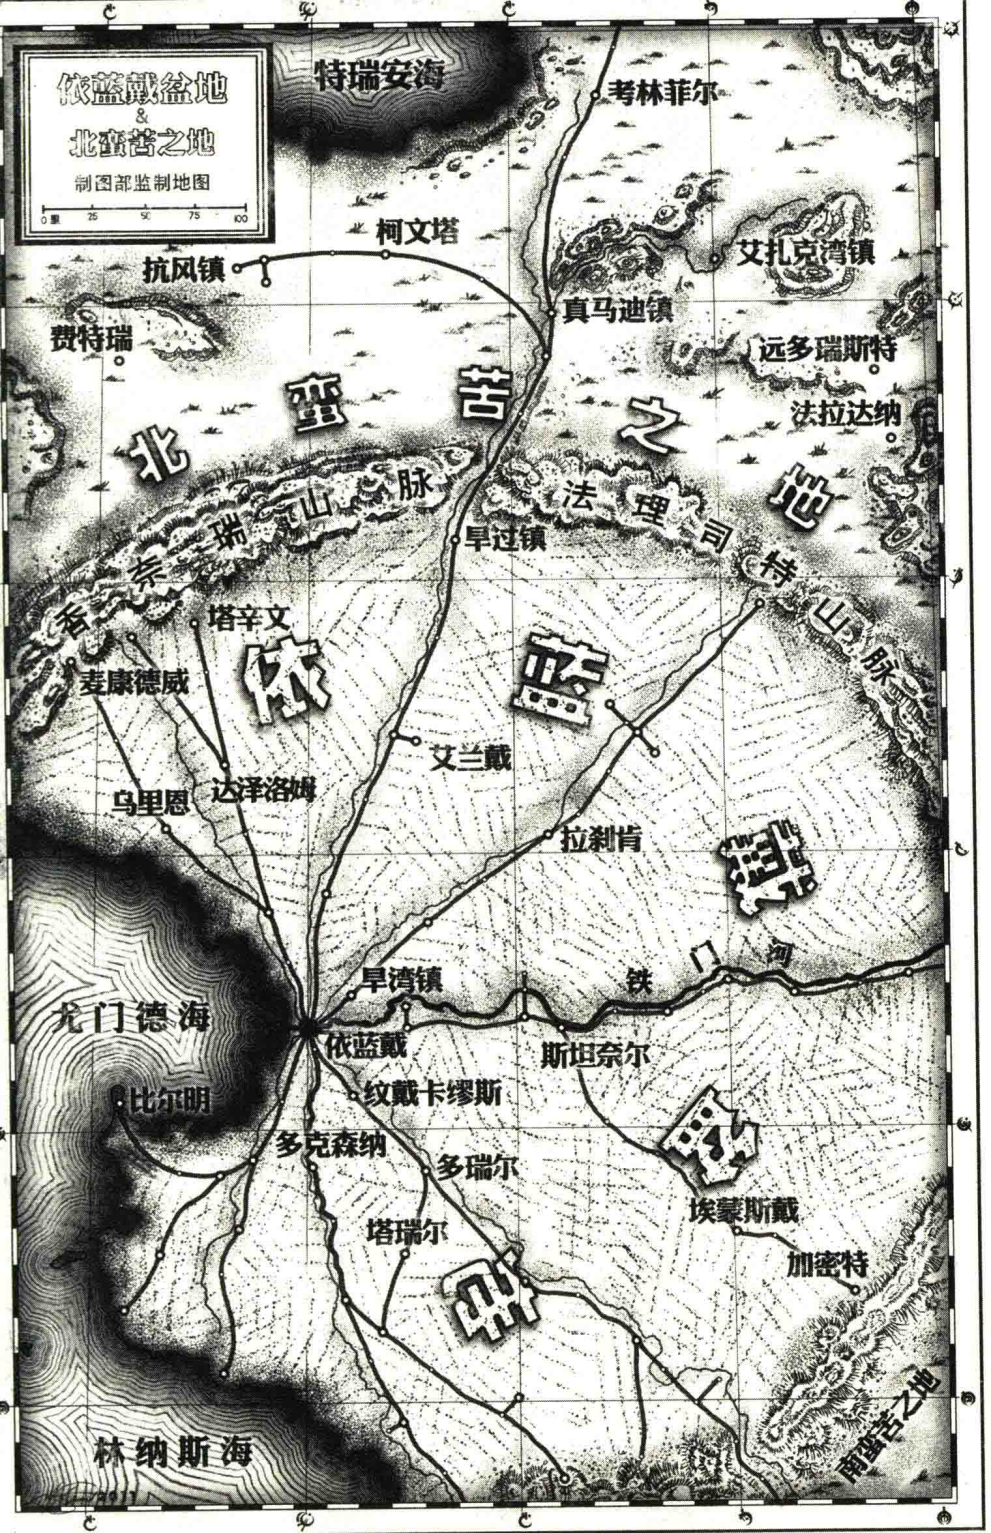 依蓝戴盆地
&
北蛮苦之地
制图部监制地图
0 里 25 50 75 100
特瑞安海
考林菲尔
柯文塔
抗风镇
艾扎克湾镇
真马迪镇
费特瑞
远多瑞斯特
法拉达纳
北蛮苦之地
香奈瑞山脉
法理司特山脉
旱过镇
塔辛文
麦康德威
依蓝戴盆地
艾兰戴
达泽洛姆
乌里恩
拉刹肯
旱湾镇
铁门河
尤门德海
依蓝戴
斯坦奈尔
比尔明
纹戴卡缪斯
多克森纳
多瑞尔
埃蒙斯戴
塔瑞尔
加密特
南蛮苦之地
林纳斯海